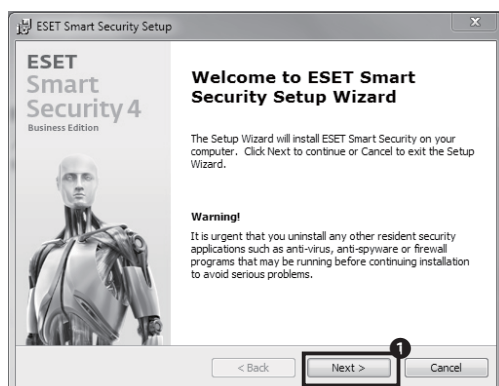 ESET Smart Security Setup
ESET
Smart
Security 4
Business Edition
Welcome to ESET Smart
Security Setup Wizard
The Setup Wizard will install ESET Smart Security on your
computer. Click Next to continue or Cancel to exit the Setup
Wizard.
Warning!
It is urgent that you uninstall any other resident security
applications such as anti-virus, anti-spyware or firewall
programs that may be running before continuing installation
to avoid serious problems.
1
< Back Next > Cancel